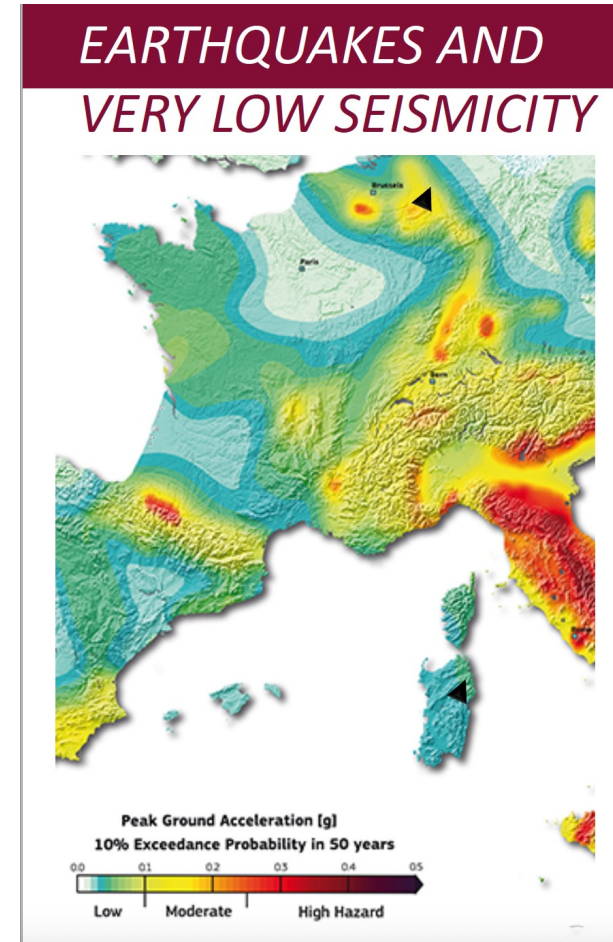 EARTHQUAKES AND
VERY LOW SEISMICITY
Brussels
Paris
Bern
Peak Ground Acceleration [g]
10% Exceedance Probability in 50 years
0.0 0.1 0.2 0.3 0.4 0.5
Low Moderate High Hazard